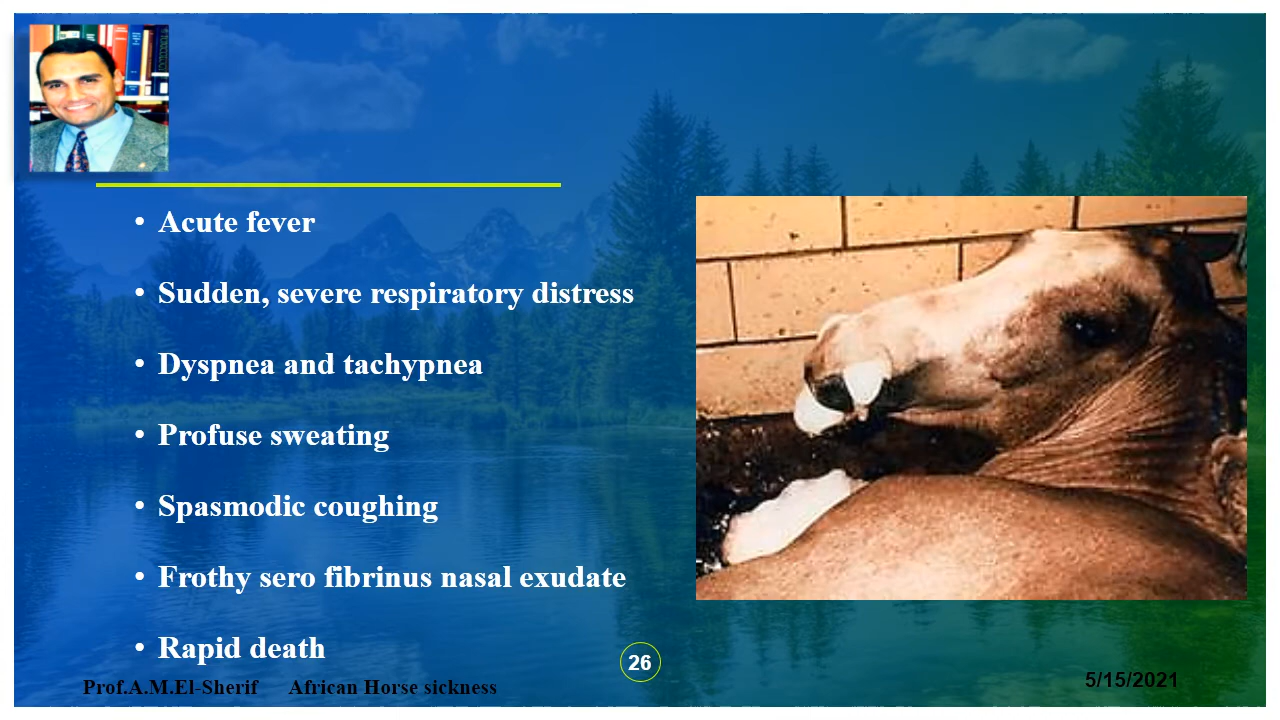 • Acute fever
• Sudden, severe respiratory distress
• Dyspnea and tachypnea
• Profuse sweating
• Spasmodic coughing
• Frothy sero fibrinus nasal exudate
• Rapid death
26
Prof.A.M.El-Sherif African Horse sickness
5/15/2021